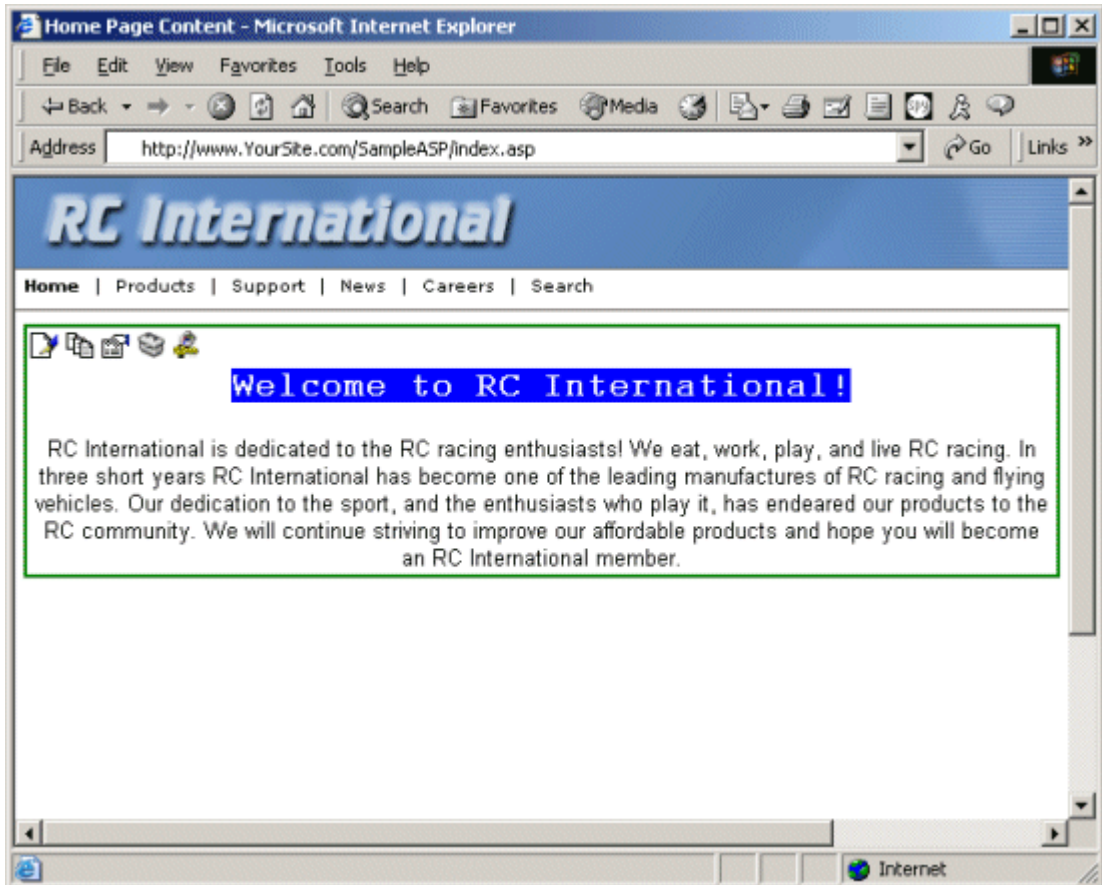 Home Page Content - Microsoft Internet Explorer
File Edit View Favorites Tools Help
Back Search Favorites Media
Address http://www.YourSite.com/SampleASP/index.asp Go Links »
RC International
Home | Products | Support | News | Careers | Search
Welcome to RC International!
RC International is dedicated to the RC racing enthusiasts! We eat, work, play, and live RC racing. In
three short years RC International has become one of the leading manufactures of RC racing and flying
vehicles. Our dedication to the sport, and the enthusiasts who play it, has endeared our products to the
RC community. We will continue striving to improve our affordable products and hope you will become
an RC International member.
Internet